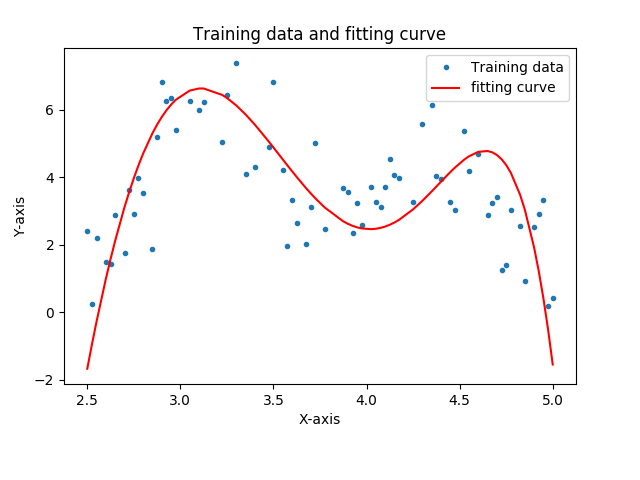 Training data and fitting curve
Training data
fitting curve
Y-axis
6
4
2
0
−2
2.5 3.0 3.5 4.0 4.5 5.0
X-axis